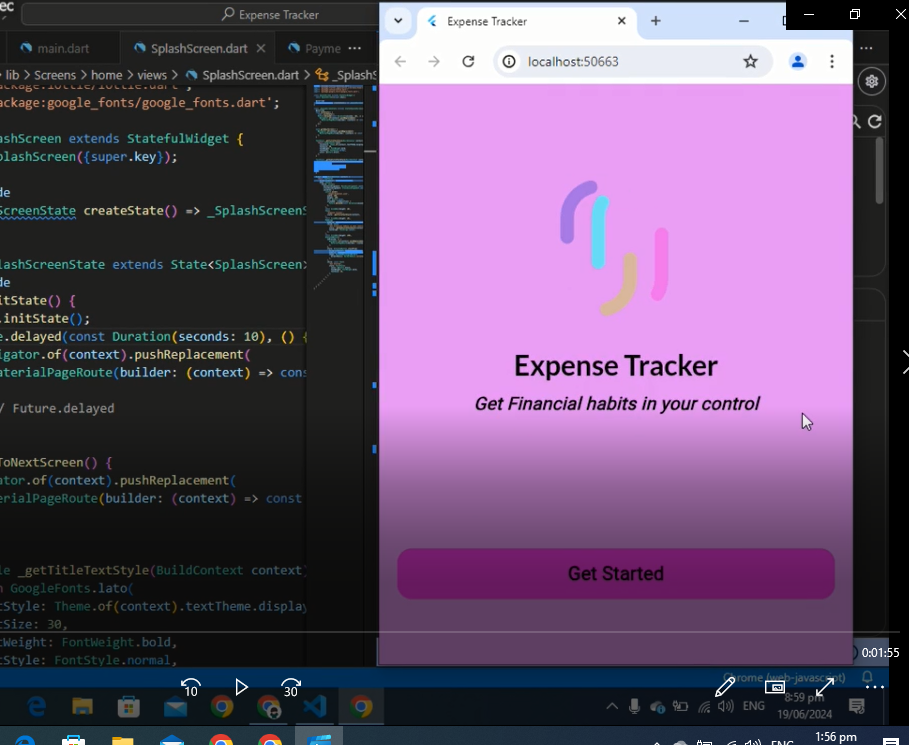 ec
Expense Tracker
main.dart
SplashScreen.dart
Payme
lib > Screens > home > views > SplashScreen.dart > _SplashS
ackage:lottie/lottie.dart';
ackage:google_fonts/google_fonts.dart';
ashScreen extends StatefulWidget {
plashScreen({super.key});
de
ScreenState createState() => _SplashScreenS
lashScreenState extends State<SplashScreen>
de
itState() {
.initState();
e.delayed(const Duration(seconds: 10), () {
igator.of(context).pushReplacement(
aterialPageRoute(builder: (context) => cons
/ Future.delayed
ToNextScreen() {
ator.of(context).pushReplacement(
erialPageRoute(builder: (context) => const
le _getTitleTextStyle(BuildContext context)
n GoogleFonts.lato(
tStyle: Theme.of(context).textTheme.display
tSize: 30,
tWeight: FontWeight.bold,
tStyle: FontStyle.normal,
Expense Tracker
localhost:50663
Expense Tracker
Get Financial habits in your control
Get Started
0:01:55
10
30
Chrome (web-javascript)
ENG
8:59 pm
19/06/2024
ENG
1:56 pm